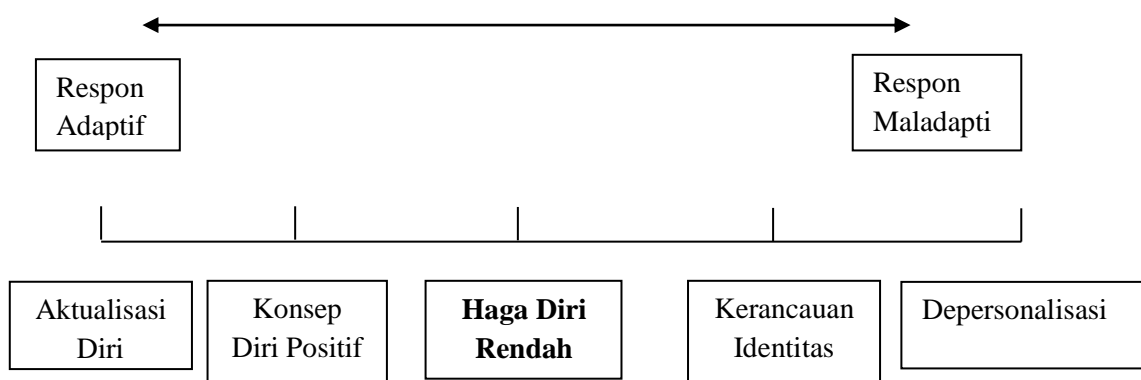 Respon
Adaptif
Respon
Maladapti
Aktualisasi
Diri
Konsep
Diri Positif
Haga Diri
Rendah
Kerancauan
Identitas
Depersonalisasi